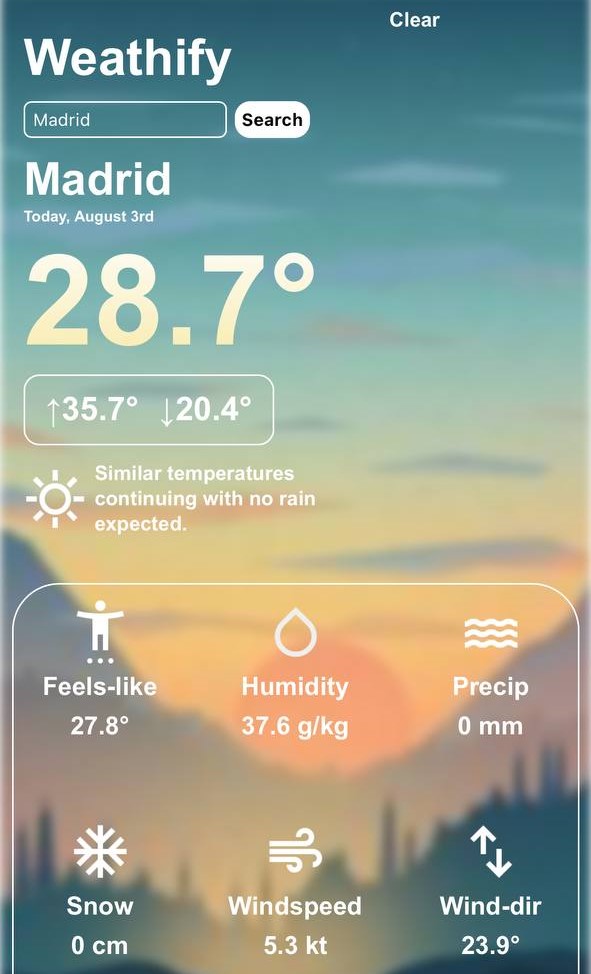 Clear
Weathify
Madrid
Search
Madrid
Today, August 3rd
28.7°
↑35.7° ↓20.4°
Similar temperatures
continuing with no rain
expected.
Feels-like
27.8°
Humidity
37.6 g/kg
Precip
0 mm
Snow
0 cm
Windspeed
5.3 kt
Wind-dir
23.9°